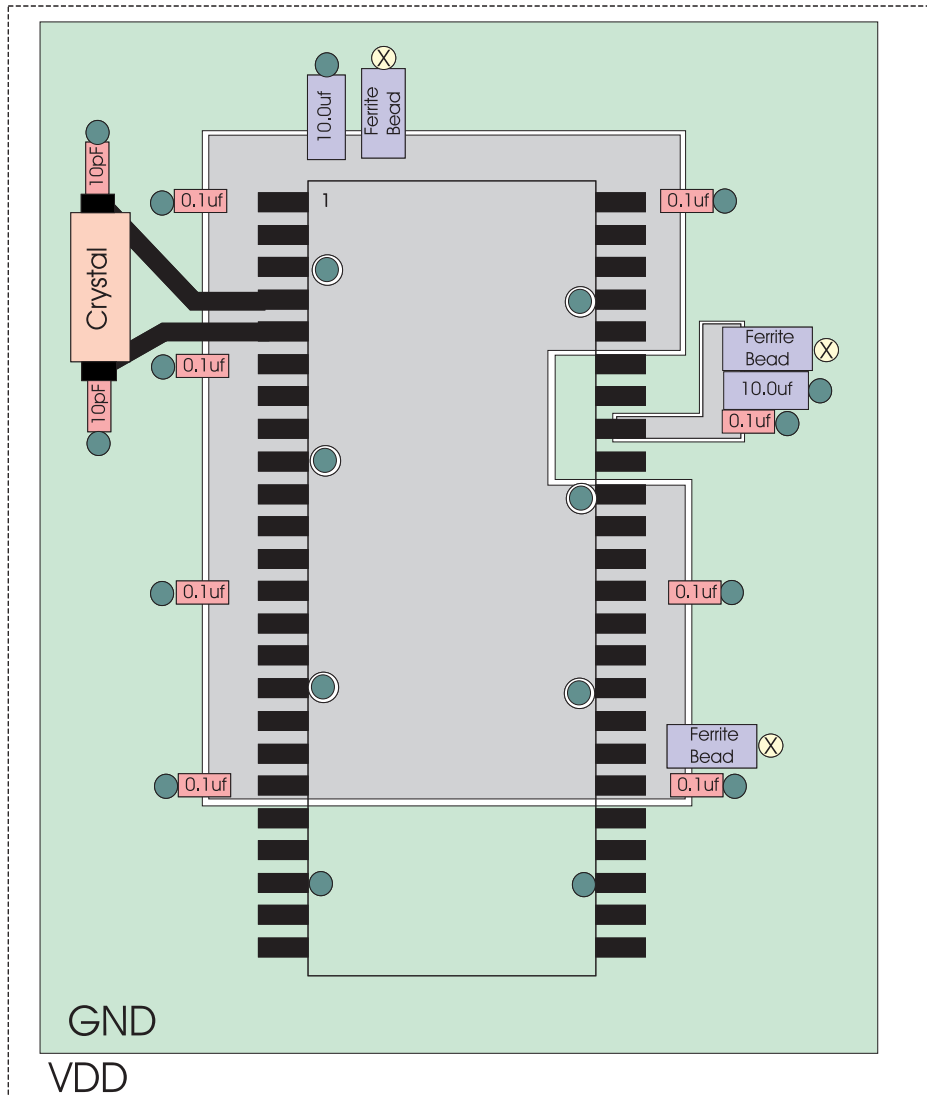 10.0uf
Ferrite
Bead
X
10pF
0.1uf
0.1uf
1
Crystal
Ferrite
Bead
X
0.1uf
10.0uf
10pF
0.1uf
0.1uf
0.1uf
Ferrite
Bead
X
0.1uf
0.1uf
GND
VDD